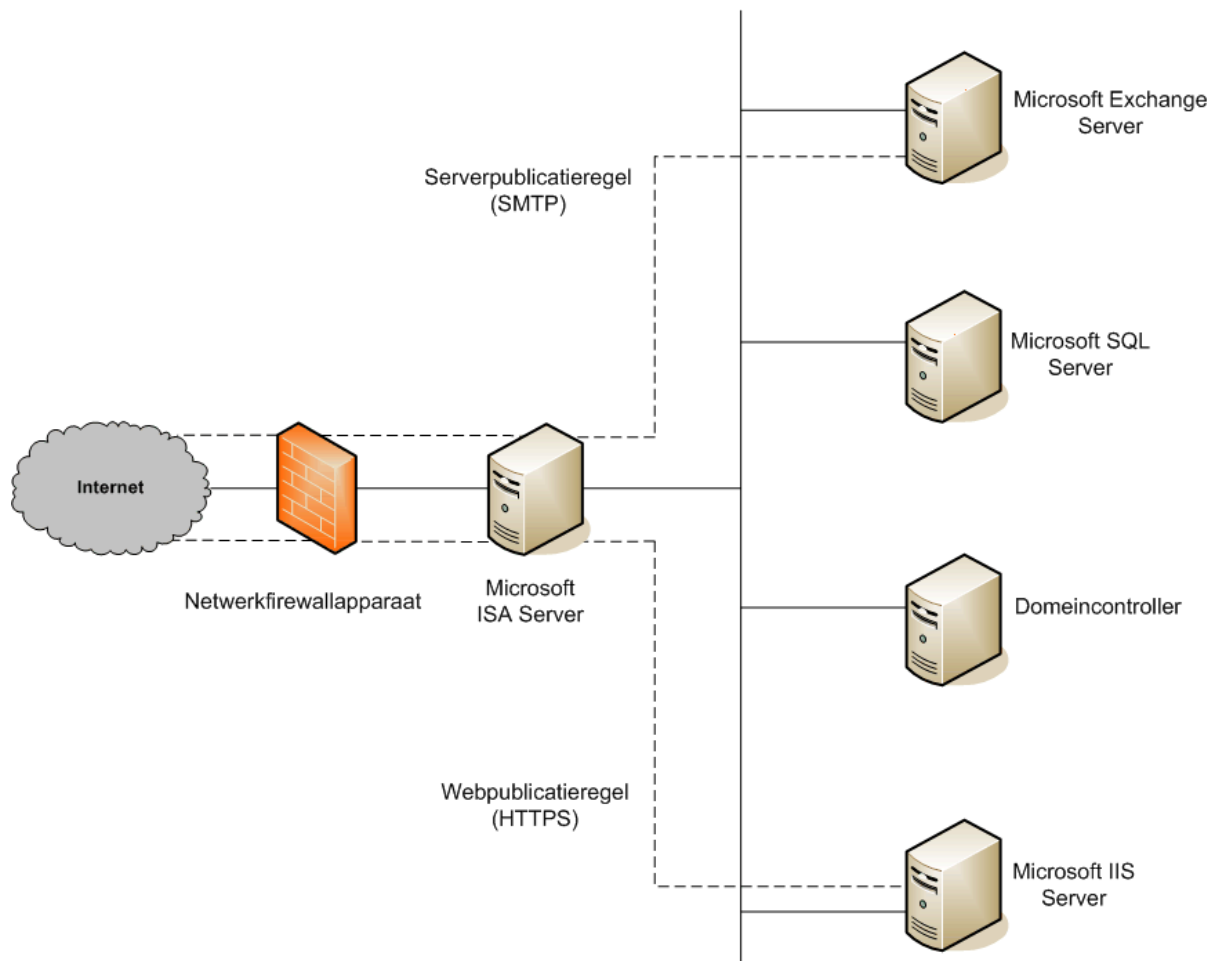 Microsoft Exchange
Server
Serverpublicatieregel
(SMTP)
Microsoft SQL
Server
Internet
Netwerkfirewallapparaat
Microsoft
ISA Server
Domeincontroller
Webpublicatieregel
(HTTPS)
Microsoft IIS
Server